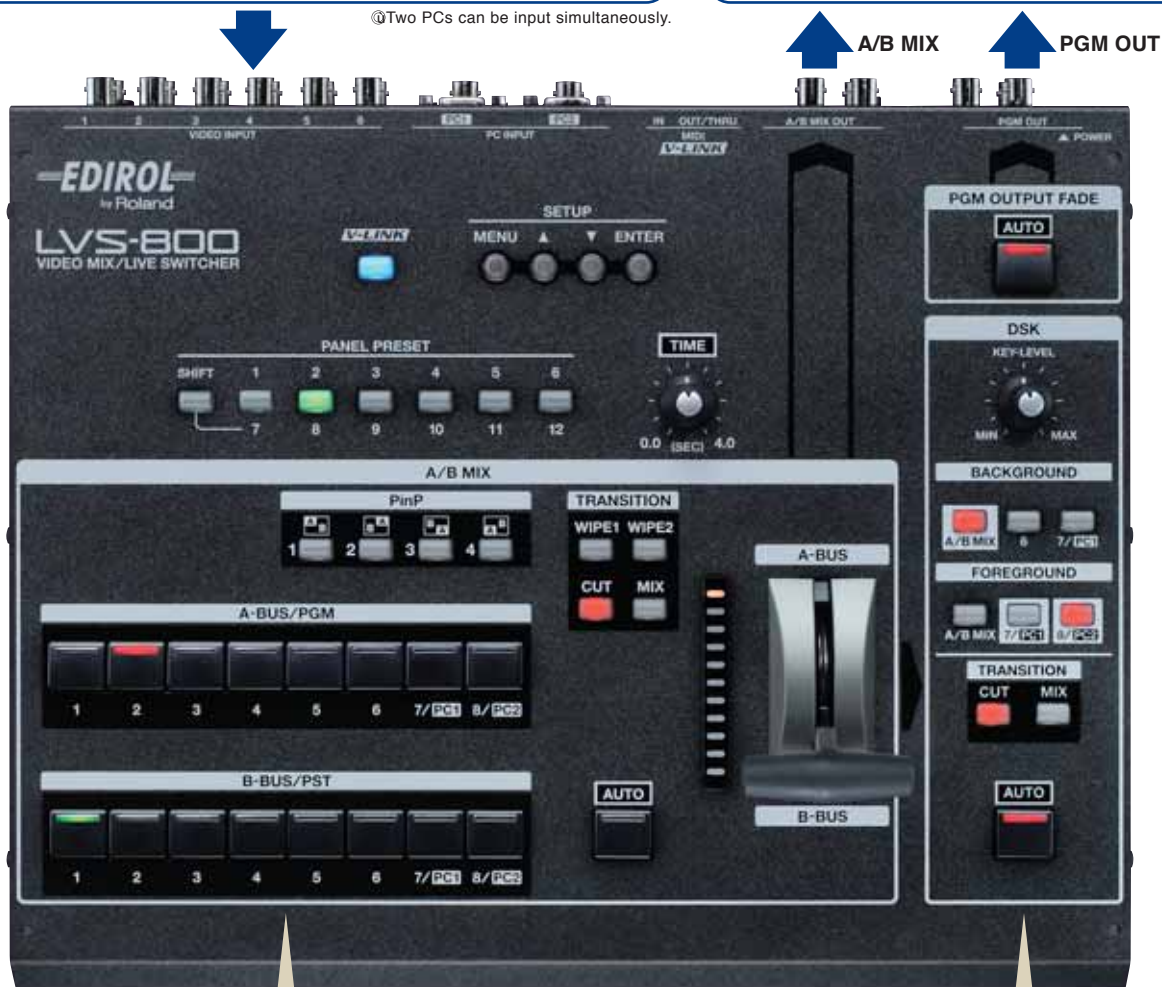 ⓤTwo PCs can be input simultaneously.
A/B MIX PGM OUT
1 2 3 4 5 6 PC1 PC2 IN OUT/THRU A/B MIX OUT PGM OUT
VIDEO INPUT PC INPUT MIDI
V-LINK
▲ POWER
EDIROL
by Roland
LVS-800
VIDEO MIX/LIVE SWITCHER
V-LINK
SETUP
MENU ▲ ▼ ENTER
PGM OUTPUT FADE
AUTO
PANEL PRESET
SHIFT 1 2 3 4 5 6
7 8 9 10 11 12
TIME
0.0 (SEC) 4.0
DSK
KEY-LEVEL
MIN MAX
BACKGROUND
A/B MIX 6 7/PC1
FOREGROUND
A/B MIX 7/PC1 8/PC2
TRANSITION
CUT MIX
AUTO
A/B MIX
PinP
A B B A B A A B
1 2 3 4
TRANSITION
WIPE1 WIPE2
CUT MIX
A-BUS
B-BUS
A-BUS/PGM
1 2 3 4 5 6 7/PC1 8/PC2
B-BUS/PST
1 2 3 4 5 6 7/PC1 8/PC2
AUTO